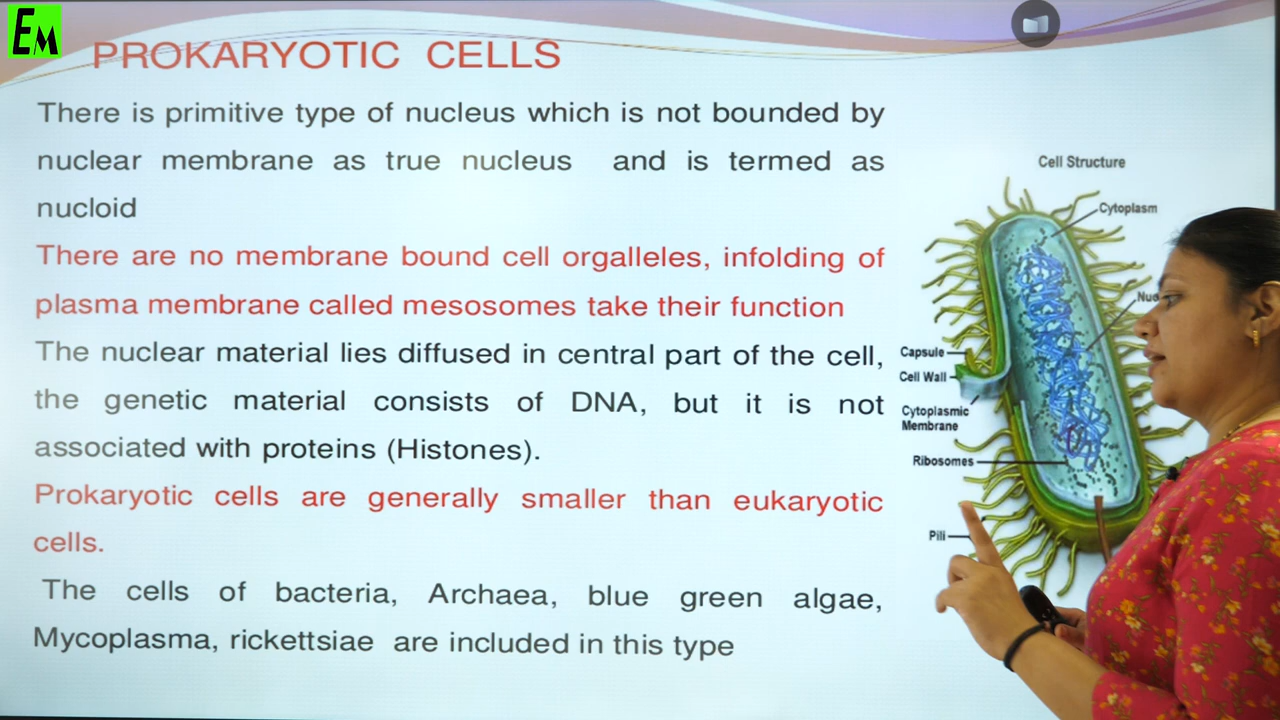 EM
PROKARYOTIC CELLS
There is primitive type of nucleus which is not bounded by
nuclear membrane as true nucleus and is termed as
nucloid
There are no membrane bound cell orgalleles, infolding of
plasma membrane called mesosomes take their function
The nuclear material lies diffused in central part of the cell,
the genetic material consists of DNA, but it is not
associated with proteins (Histones).
Prokaryotic cells are generally smaller than eukaryotic
cells.
The cells of bacteria, Archaea, blue green algae,
Mycoplasma, rickettsiae are included in this type
Cell Structure
Cytoplasm
Capsule
Cell Wall
Cytoplasmic
Membrane
Ribosomes
Pili